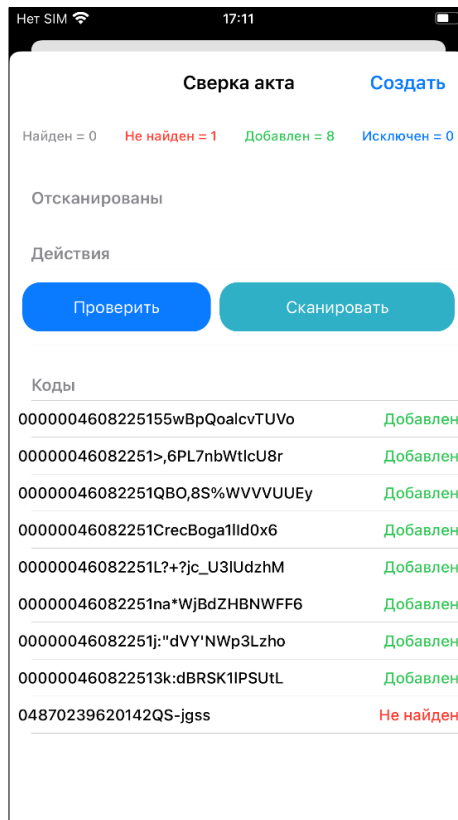 Нет SIM 17:11
Сверка акта Создать
Найден = 0 Не найден = 1 Добавлен = 8 Исключен = 0
Отсканированы
Действия
Проверить Сканировать
Коды
0000004608225155wBpQoalcvTUVo Добавлен
00000046082251>,6PL7nbWtlcU8r Добавлен
00000046082251QBO,8S%WVVVUUEy Добавлен
00000046082251CrecBoga1lld0x6 Добавлен
00000046082251L?+?jc_U3lUdzhM Добавлен
00000046082251na*WjBdZHBNWFF6 Добавлен
00000046082251j:"dVY'NWp3Lzho Добавлен
000000460822513k:dBRSK1IPSUtL Добавлен
04870239620142QS-jgss Не найден